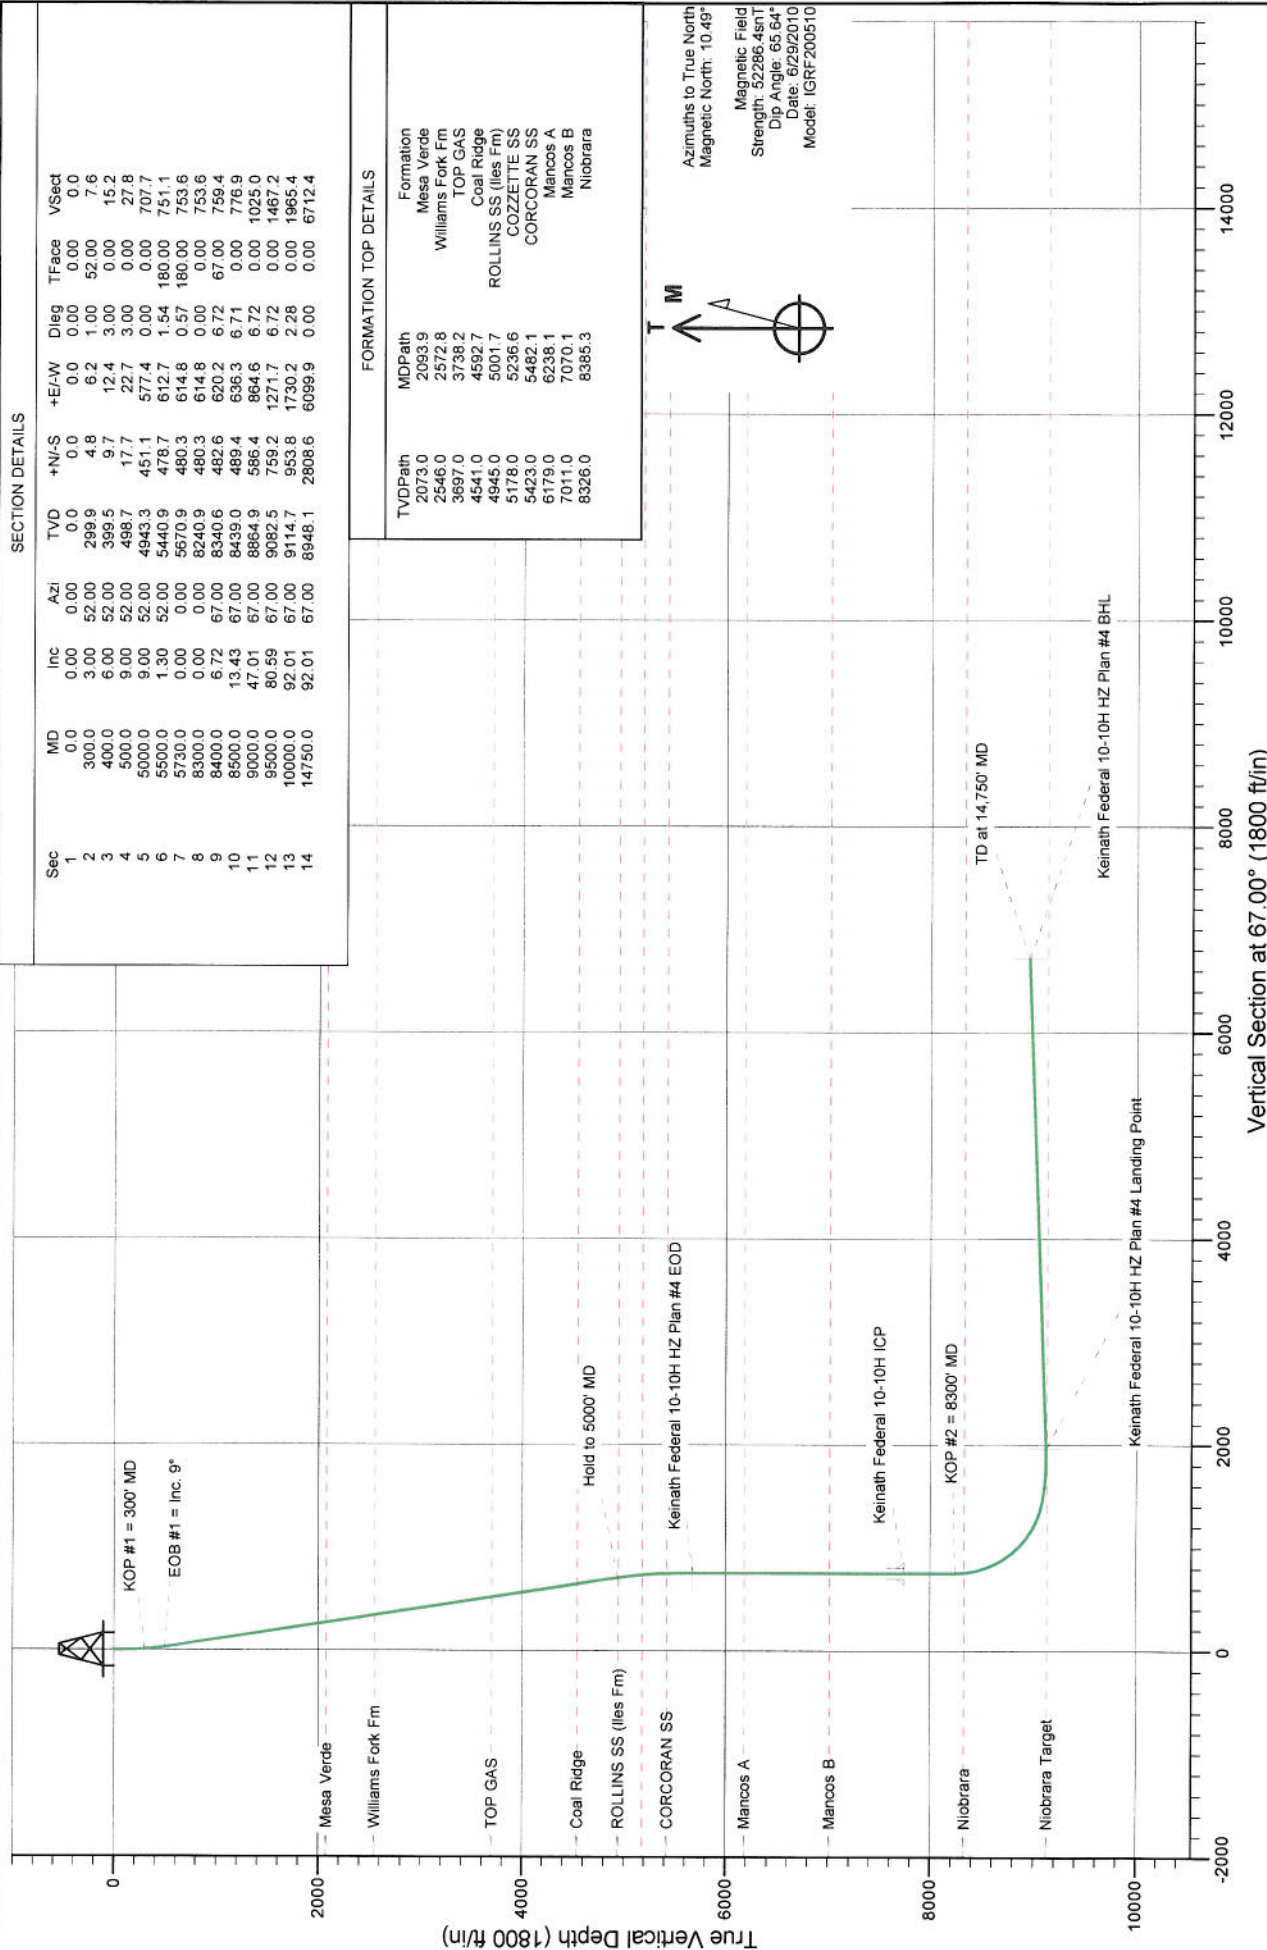 SECTION DETAILS
Sec MD Inc Azi TVD +N/-S +E/-W Dleg TFace VSect
1 0.0 0.00 0.00 0.0 0.0 0.0 0.00 0.00 0.0
2 300.0 3.00 52.00 299.9 4.8 6.2 1.00 52.00 7.6
3 400.0 6.00 52.00 399.5 9.7 12.4 3.00 0.00 15.2
4 500.0 9.00 52.00 498.7 17.7 22.7 3.00 0.00 27.8
5 5000.0 9.00 52.00 4943.3 451.1 577.4 0.00 0.00 707.7
6 5500.0 1.30 52.00 5440.9 478.7 612.7 1.54 180.00 751.1
7 5730.0 0.00 0.00 5670.9 480.3 614.8 0.57 180.00 753.6
8 8300.0 0.00 0.00 8240.9 480.3 614.8 0.00 0.00 753.6
9 8400.0 6.72 67.00 8340.6 482.6 620.2 6.72 67.00 759.4
10 8500.0 13.43 67.00 8439.0 489.4 636.3 6.71 0.00 776.9
11 9000.0 47.01 67.00 8864.9 586.4 864.6 6.72 0.00 1025.0
12 9500.0 80.59 67.00 9082.5 759.2 1271.7 6.72 0.00 1467.2
13 10000.0 92.01 67.00 9114.7 953.8 1730.2 2.28 0.00 1965.4
14 14750.0 92.01 67.00 8948.1 2808.6 6099.9 0.00 0.00 6712.4
FORMATION TOP DETAILS
TVDPath MDPath Formation
2073.0 2093.9 Mesa Verde
2546.0 2572.8 Williams Fork Fm
3697.0 3738.2 TOP GAS
4541.0 4592.7 Coal Ridge
4945.0 5001.7 ROLLINS SS (Iles Fm)
5178.0 5236.6 COZZETTE SS
5423.0 5482.1 CORCORAN SS
6179.0 6238.1 Mancos A
7011.0 7070.1 Mancos B
8326.0 8385.3 Niobrara
T M
Azimuths to True North
Magnetic North: 10.49°
Magnetic Field
Strength: 52286.4snT
Dip Angle: 65.64°
Date: 6/29/2010
Model: IGRF200510
KOP #1 = 300' MD
EOB #1 = Inc. 9°
Hold to 5000' MD
Keinath Federal 10-10H HZ Plan #4 EOD
Keinath Federal 10-10H ICP
KOP #2 = 8300' MD
Keinath Federal 10-10H HZ Plan #4 Landing Point
TD at 14,750' MD
Keinath Federal 10-10H HZ Plan #4 BHL
Mesa Verde
Williams Fork Fm
TOP GAS
Coal Ridge
ROLLINS SS (Iles Fm)
CORCORAN SS
Mancos A
Mancos B
Niobrara
Niobrara Target
0
2000
4000
6000
8000
10000
True Vertical Depth (1800 ft/in)
-2000 0 2000 4000 6000 8000 10000 12000 14000
Vertical Section at 67.00° (1800 ft/in)